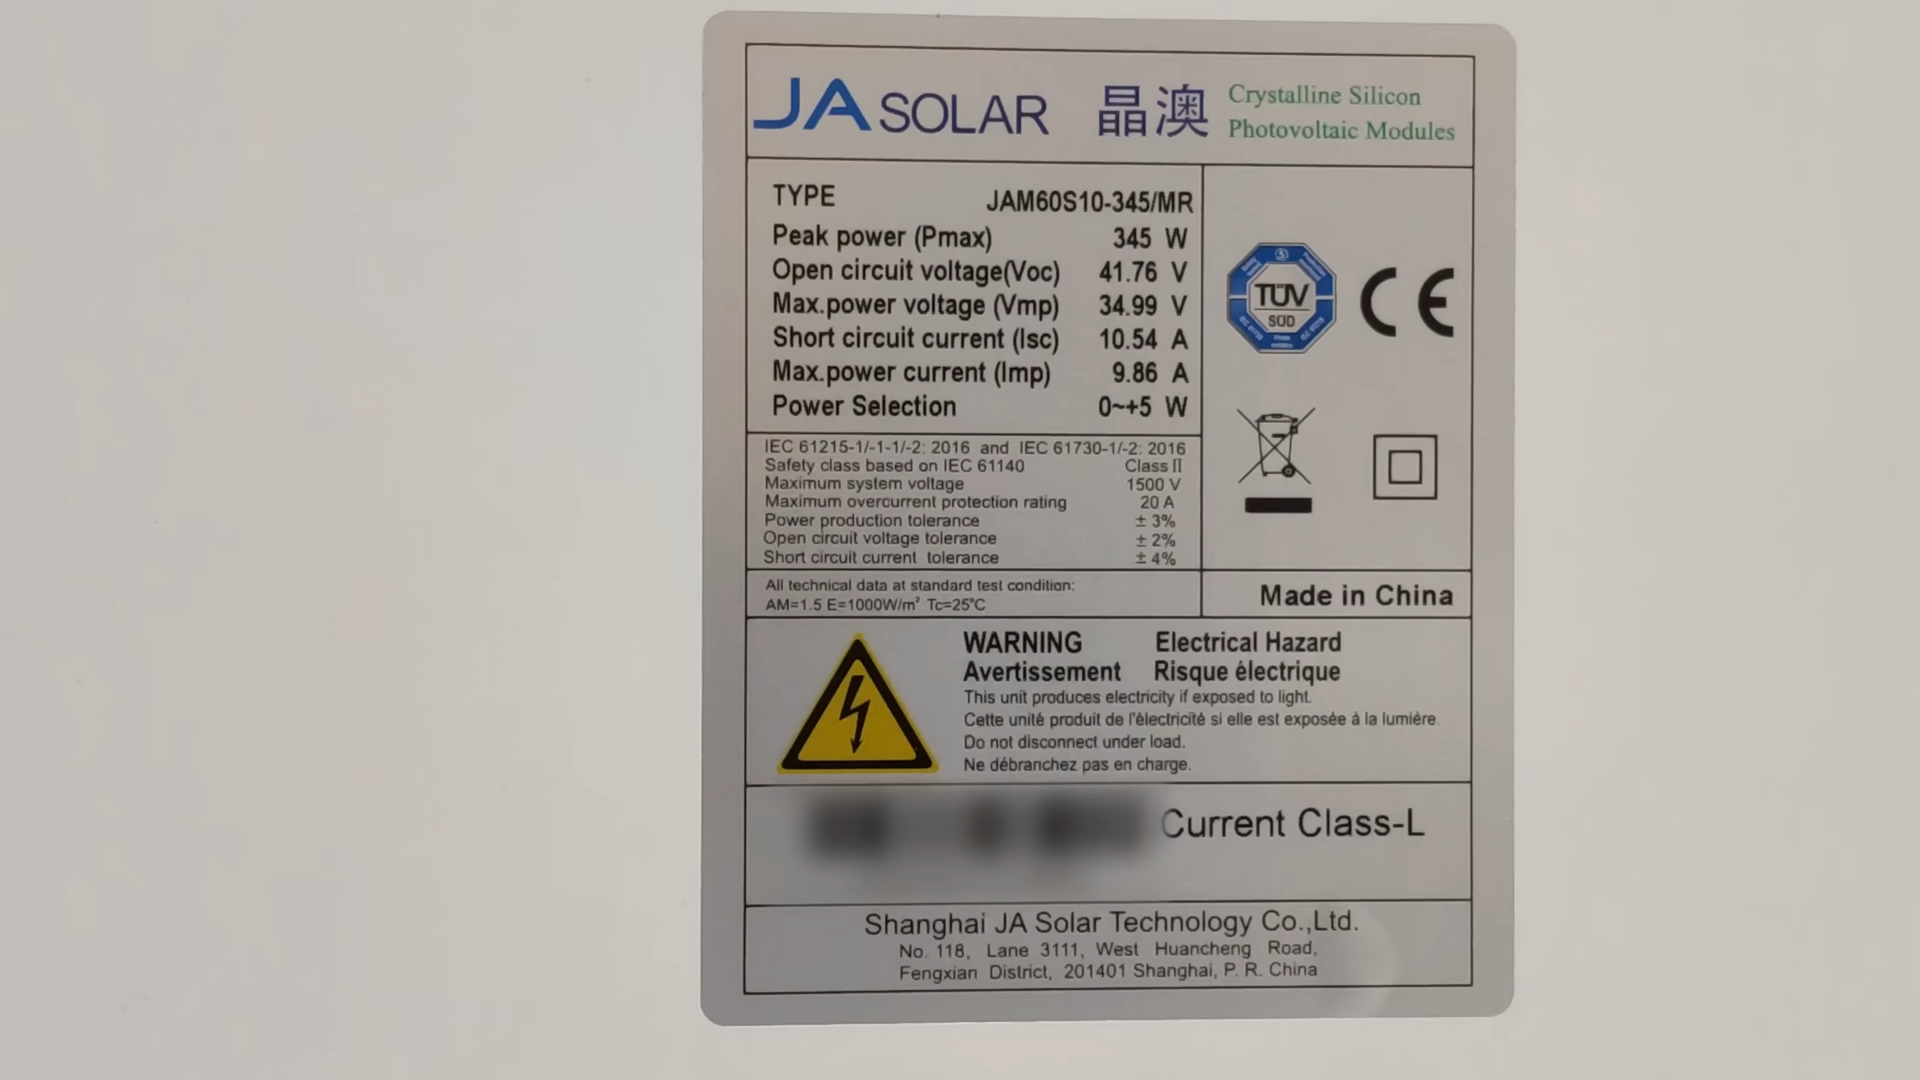 JA SOLAR 晶澳 Crystalline Silicon
Photovoltaic Modules
TYPE JAM60S10-345/MR
Peak power (Pmax) 345 W
Open circuit voltage(Voc) 41.76 V
Max.power voltage (Vmp) 34.99 V
Short circuit current (Isc) 10.54 A
Max.power current (Imp) 9.86 A
Power Selection 0~+5 W
TÜV
SÜD
CE
IEC 61215-1/-1-1/-2: 2016 and IEC 61730-1/-2: 2016
Safety class based on IEC 61140 Class II
Maximum system voltage 1500 V
Maximum overcurrent protection rating 20 A
Power production tolerance ± 3%
Open circuit voltage tolerance ± 2%
Short circuit current tolerance ± 4%
All technical data at standard test condition:
AM=1.5 E=1000W/m² Tc=25°C
Made in China
WARNING Electrical Hazard
Avertissement Risque électrique
This unit produces electricity if exposed to light.
Cette unité produit de l'électricité si elle est exposée à la lumière.
Do not disconnect under load.
Ne débranchez pas en charge.
Current Class-L
Shanghai JA Solar Technology Co.,Ltd.
No. 118, Lane 3111, West Huancheng Road,
Fengxian District, 201401 Shanghai, P. R. China